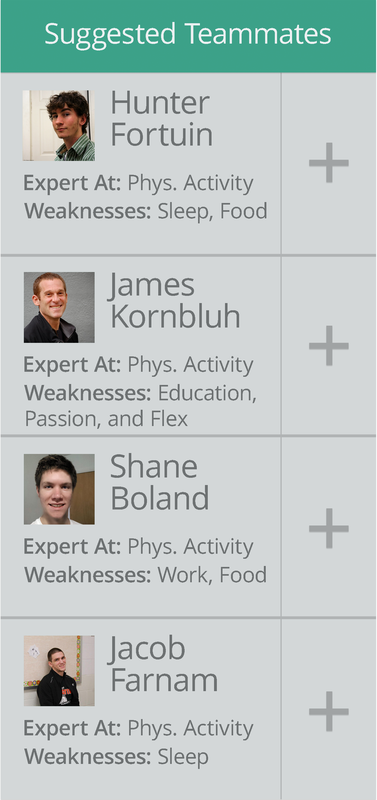 Suggested Teammates
Hunter
Fortuin
Expert At: Phys. Activity
Weaknesses: Sleep, Food
James
Kornbluh
Expert At: Phys. Activity
Weaknesses: Education,
Passion, and Flex
Shane
Boland
Expert At: Phys. Activity
Weaknesses: Work, Food
Jacob
Farnam
Expert At: Phys. Activity
Weaknesses: Sleep